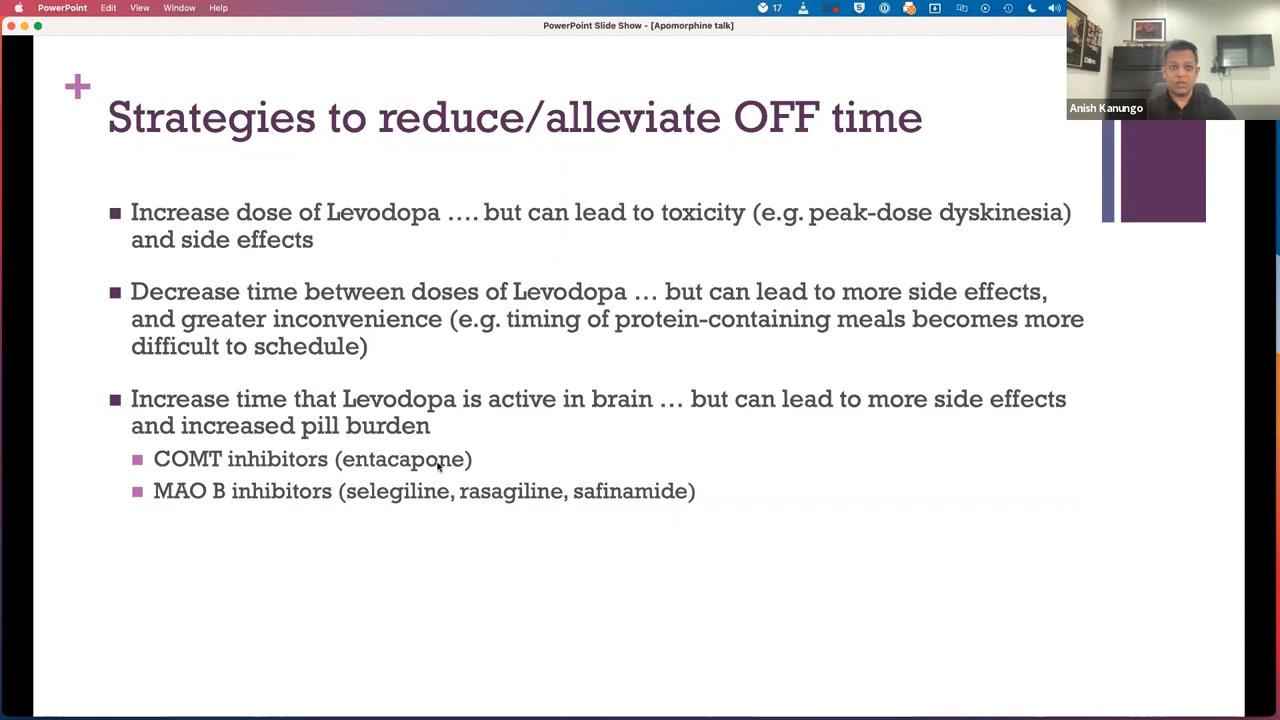 PowerPoint Edit View Window Help 17
PowerPoint Slide Show - [Apomorphine talk]
Anish Kanungo
+
Strategies to reduce/alleviate OFF time
Increase dose of Levodopa .... but can lead to toxicity (e.g. peak-dose dyskinesia)
and side effects
Decrease time between doses of Levodopa ... but can lead to more side effects,
and greater inconvenience (e.g. timing of protein-containing meals becomes more
difficult to schedule)
Increase time that Levodopa is active in brain ... but can lead to more side effects
and increased pill burden
COMT inhibitors (entacapone)
MAO B inhibitors (selegiline, rasagiline, safinamide)